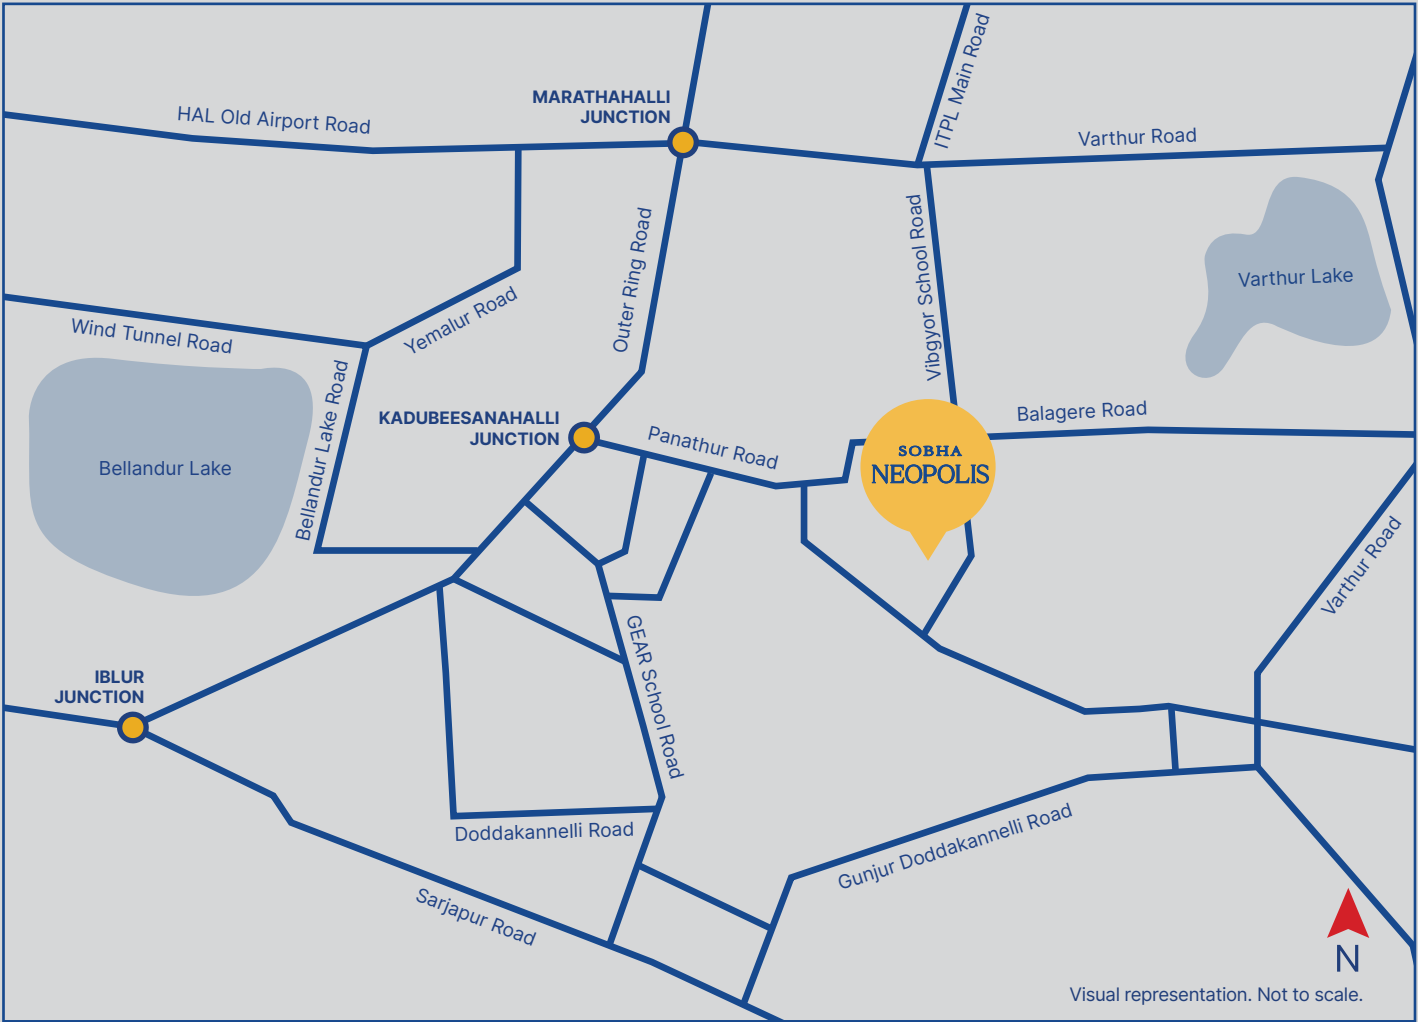 MARATHAHALLI
JUNCTION
HAL Old Airport Road
ITPL Main Road
Varthur Road
Outer Ring Road
Vibgyor School Road
Varthur Lake
Yemalur Road
Wind Tunnel Road
Bellandur Lake Road
KADUBEESANAHALLI
JUNCTION
Panathur Road
Balagere Road
SOBHA
NEOPOLIS
Bellandur Lake
Varthur Road
GEAR School Road
IBLUR
JUNCTION
Doddakannelli Road
Gunjur Doddakannelli Road
Sarjapur Road
N
Visual representation. Not to scale.